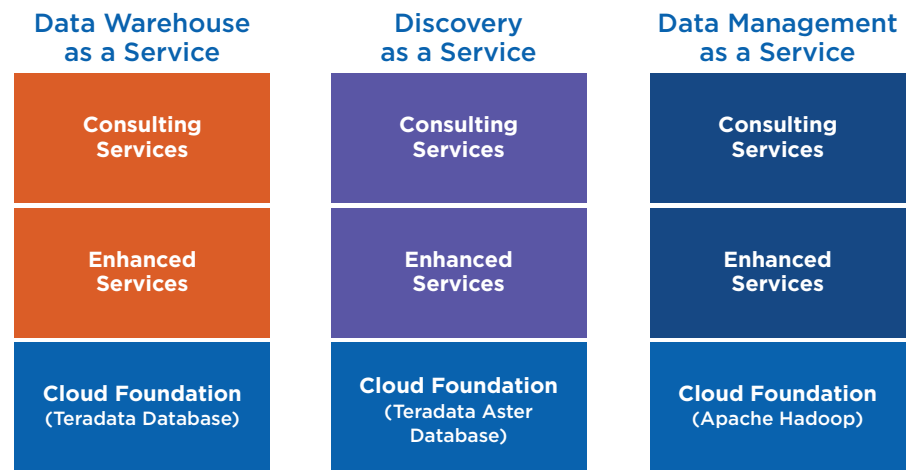 Data Warehouse
as a Service
Consulting
Services
Enhanced
Services
Cloud Foundation
(Teradata Database)
Discovery
as a Service
Consulting
Services
Enhanced
Services
Cloud Foundation
(Teradata Aster
Database)
Data Management
as a Service
Consulting
Services
Enhanced
Services
Cloud Foundation
(Apache Hadoop)